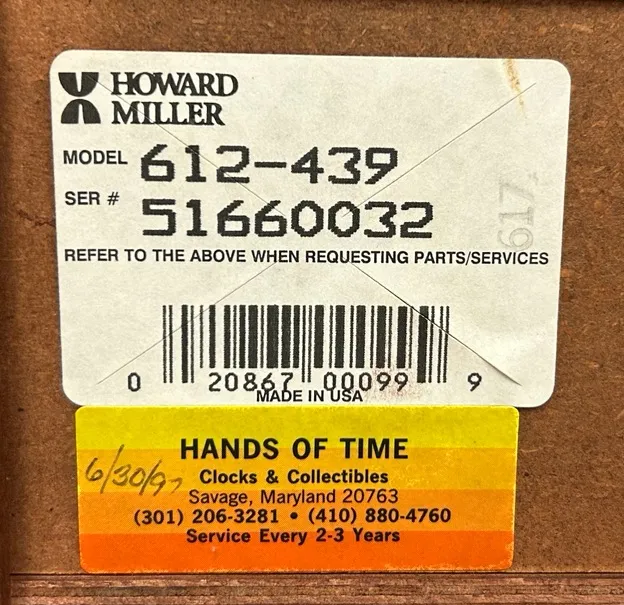 HOWARD
MILLER
MODEL 612-439
SER # 51660032
617
REFER TO THE ABOVE WHEN REQUESTING PARTS/SERVICES
0 20867 00099 9
MADE IN USA
HANDS OF TIME
6/30/97
Clocks & Collectibles
Savage, Maryland 20763
(301) 206-3281 • (410) 880-4760
Service Every 2-3 Years